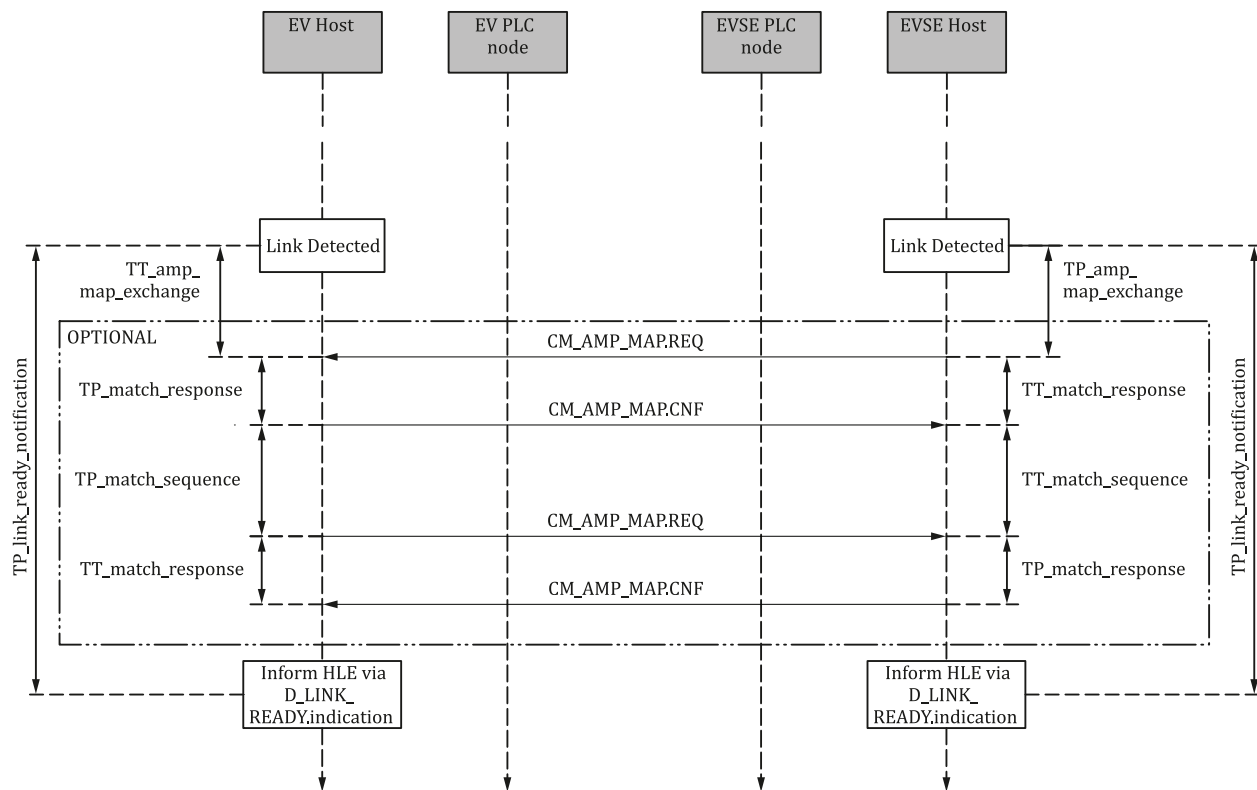 EV Host
EV PLC
node
EVSE PLC
node
EVSE Host
Link Detected
Link Detected
TT_amp_
map_exchange
TP_amp_
map_exchange
OPTIONAL
CM_AMP_MAP.REQ
TP_match_response
TT_match_response
CM_AMP_MAP.CNF
TP_link_ready_notification
TP_link_ready_notification
TP_match_sequence
TT_match_sequence
CM_AMP_MAP.REQ
TT_match_response
TP_match_response
CM_AMP_MAP.CNF
Inform HLE via
D_LINK_
READY.indication
Inform HLE via
D_LINK_
READY.indication